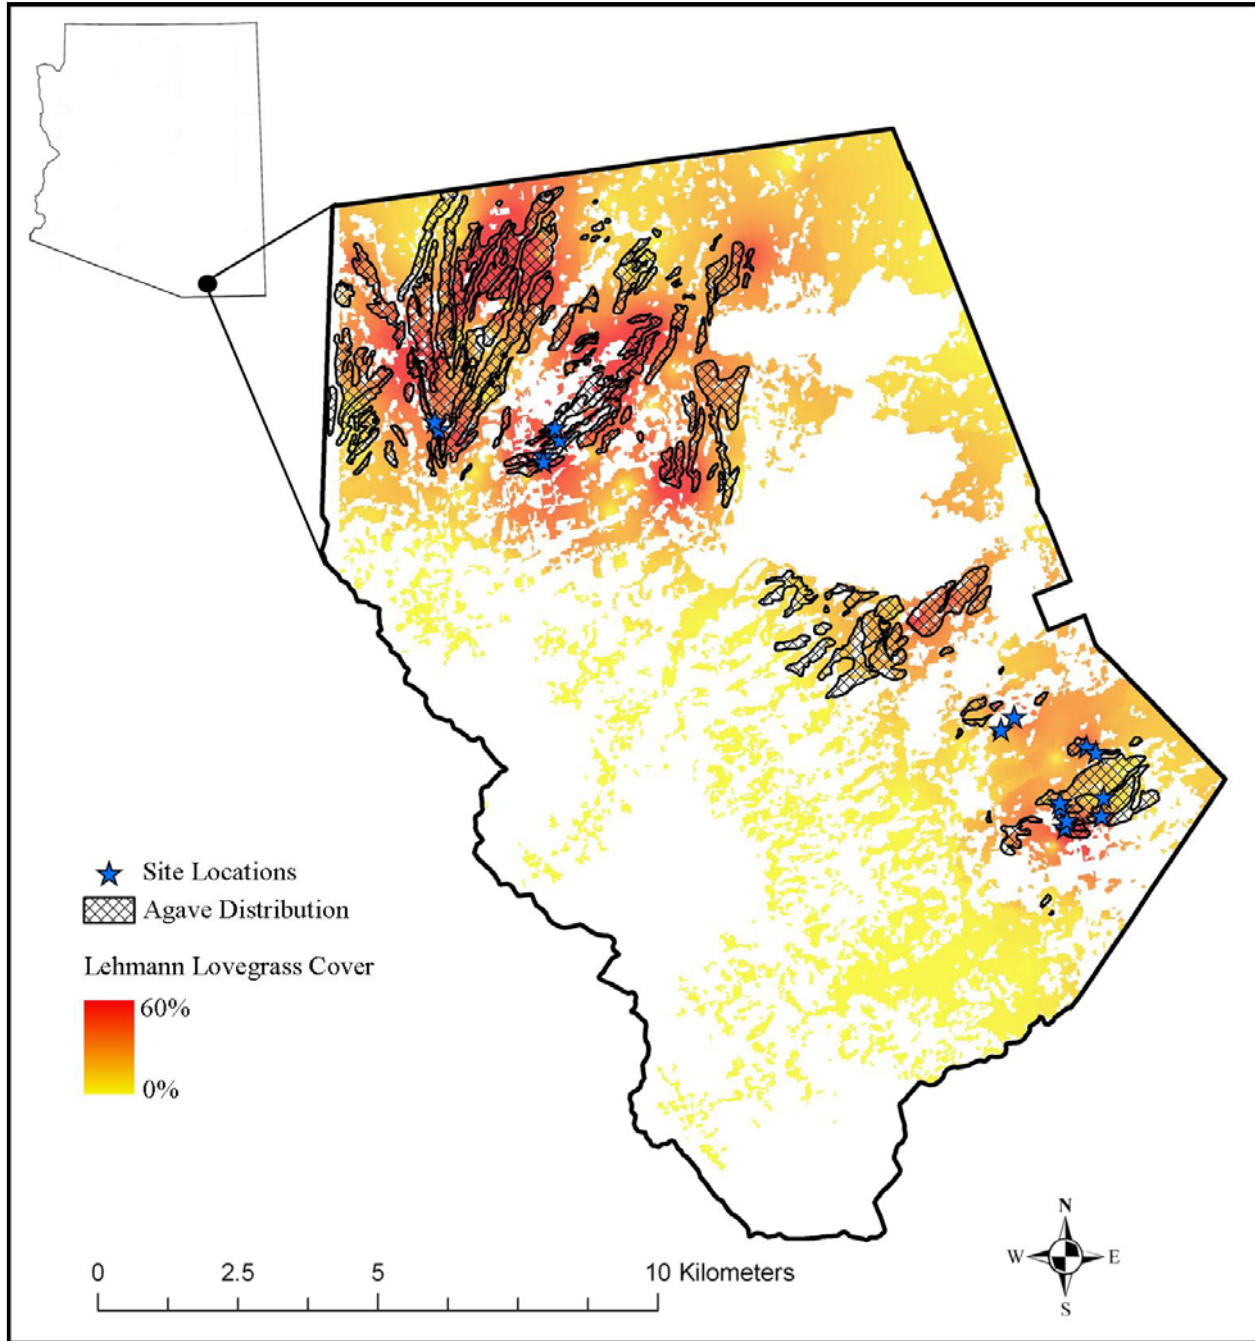 Site Locations
Agave Distribution
Lehmann Lovegrass Cover
60%
0%
0 2.5 5 10 Kilometers
N
W E
S